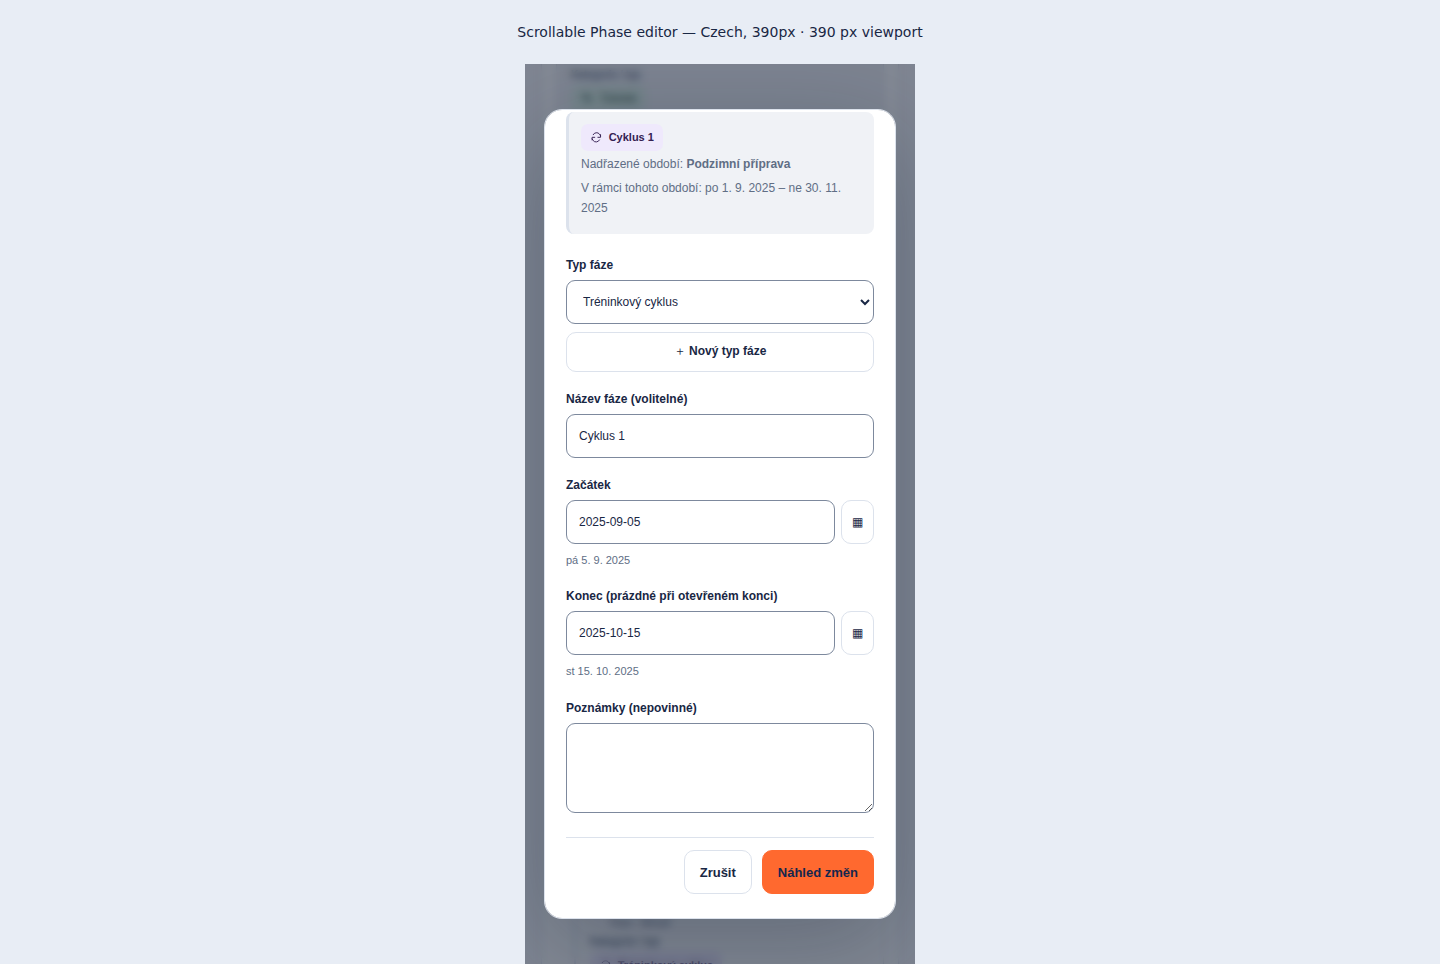 Scrollable Phase editor — Czech, 390px · 390 px viewport
Cyklus 1
Nadřazené období: Podzimní příprava
V rámci tohoto období: po 1. 9. 2025 – ne 30. 11.
2025
Typ fáze
Tréninkový cyklus
+ Nový typ fáze
Název fáze (volitelné)
Cyklus 1
Začátek
2025-09-05
pá 5. 9. 2025
Konec (prázdné při otevřeném konci)
2025-10-15
st 15. 10. 2025
Poznámky (nepovinné)
Zrušit
Náhled změn